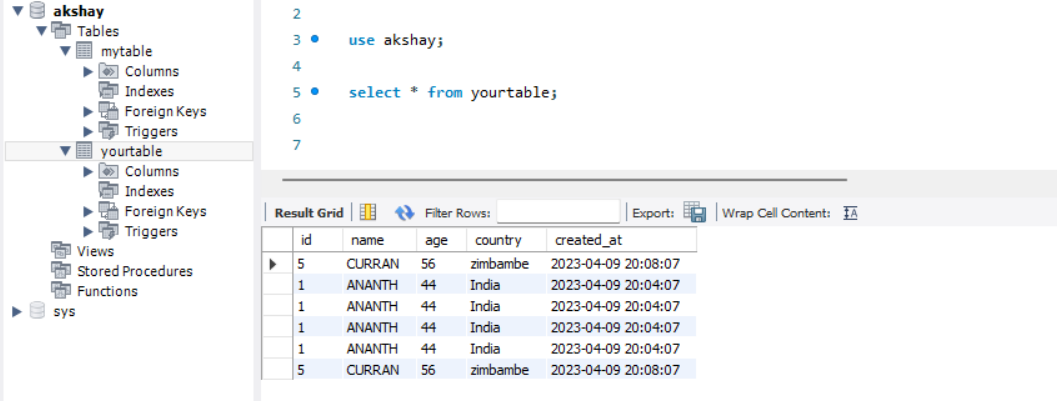 akshay
Tables
mytable
Columns
Indexes
Foreign Keys
Triggers
yourtable
Columns
Indexes
Foreign Keys
Triggers
Views
Stored Procedures
Functions
sys
2
3 use akshay;
4
5 select * from yourtable;
6
7
Result Grid Filter Rows: Export: Wrap Cell Content: IA
id name age country created_at
5 CURRAN 56 zimbambe 2023-04-09 20:08:07
1 ANANTH 44 India 2023-04-09 20:04:07
1 ANANTH 44 India 2023-04-09 20:04:07
1 ANANTH 44 India 2023-04-09 20:04:07
1 ANANTH 44 India 2023-04-09 20:04:07
5 CURRAN 56 zimbambe 2023-04-09 20:08:07